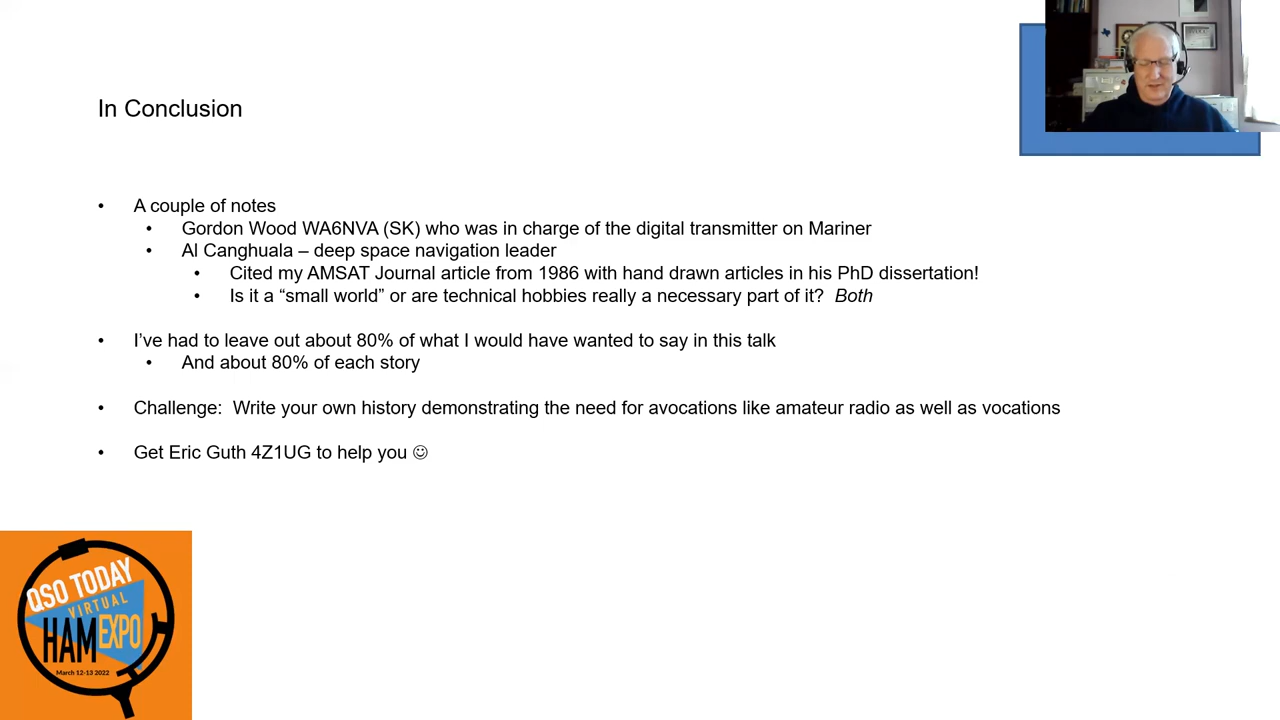 In Conclusion
A couple of notes
Gordon Wood WA6NVA (SK) who was in charge of the digital transmitter on Mariner
Al Canghuala – deep space navigation leader
Cited my AMSAT Journal article from 1986 with hand drawn articles in his PhD dissertation!
Is it a “small world” or are technical hobbies really a necessary part of it?  Both
I’ve had to leave out about 80% of what I would have wanted to say in this talk
And about 80% of each story
Challenge:  Write your own history demonstrating the need for avocations like amateur radio as well as vocations
Get Eric Guth 4Z1UG to help you ☺
QSO TODAY
VIRTUAL
HAM EXPO
March 12-13 2022